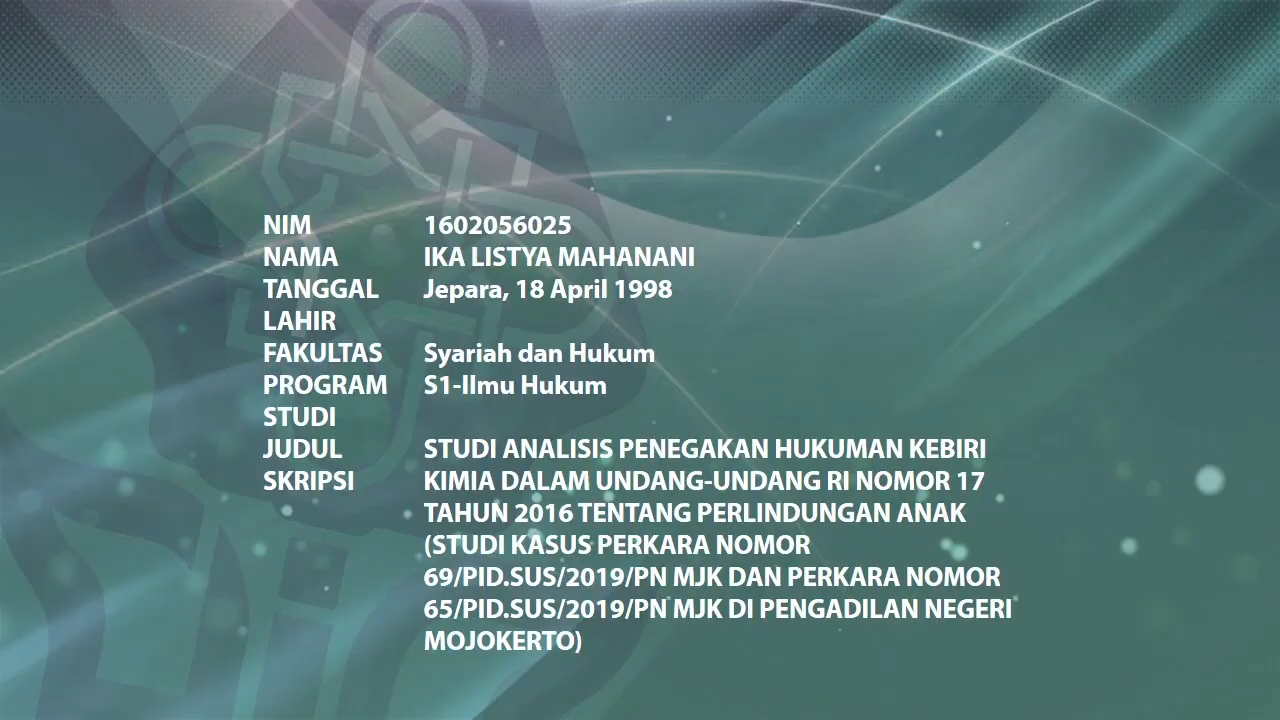 NIM 1602056025
NAMA IKA LISTYA MAHANANI
TANGGAL LAHIR Jepara, 18 April 1998
FAKULTAS Syariah dan Hukum
PROGRAM STUDI S1-Ilmu Hukum
JUDUL SKRIPSI STUDI ANALISIS PENEGAKAN HUKUMAN KEBIRI
KIMIA DALAM UNDANG-UNDANG RI NOMOR 17
TAHUN 2016 TENTANG PERLINDUNGAN ANAK
(STUDI KASUS PERKARA NOMOR
69/PID.SUS/2019/PN MJK DAN PERKARA NOMOR
65/PID.SUS/2019/PN MJK DI PENGADILAN NEGERI
MOJOKERTO)